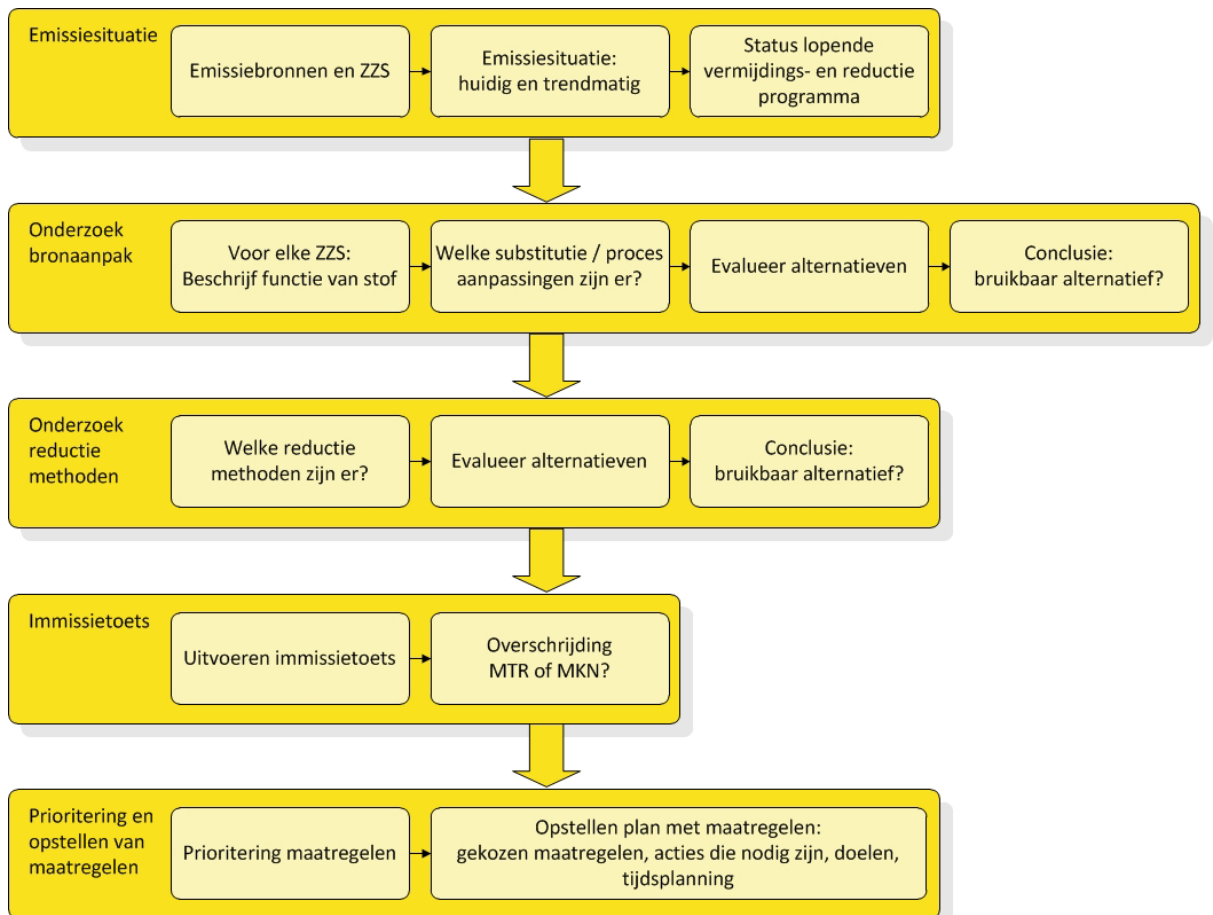 Emissiesituatie
Emissiebronnen en ZZS
Emissiesituatie:
huidig en trendmatig
Status lopende
vermijdings- en reductie
programma
Onderzoek
bronaanpak
Voor elke ZZS:
Beschrijf functie van stof
Welke substitutie / proces
aanpassingen zijn er?
Evalueer alternatieven
Conclusie:
bruikbaar alternatief?
Onderzoek
reductie
methoden
Welke reductie
methoden zijn er?
Evalueer alternatieven
Conclusie:
bruikbaar alternatief?
Immissietoets
Uitvoeren immissietoets
Overschrijding
MTR of MKN?
Prioritering en
opstellen van
maatregelen
Prioritering maatregelen
Opstellen plan met maatregelen:
gekozen maatregelen, acties die nodig zijn, doelen,
tijdsplanning